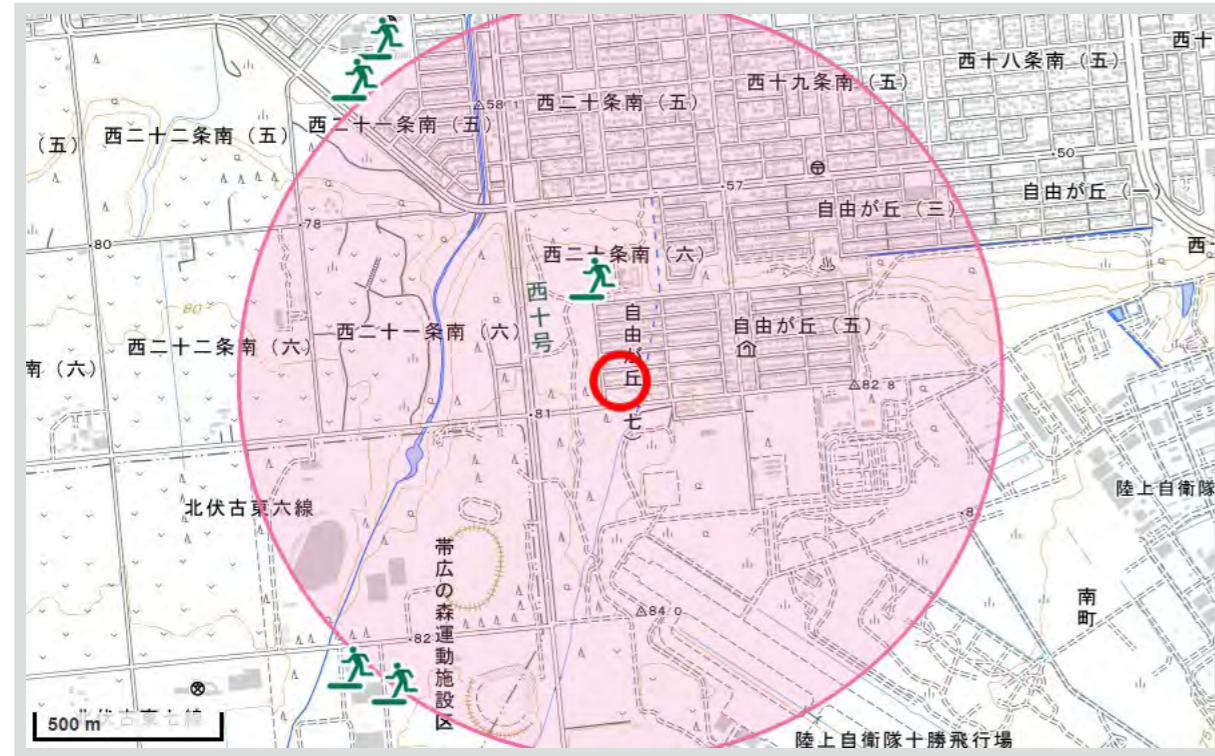 西十
西十八条南（五）
西十九条南（五）
西二十条南（五）
58 1
西二十一条南（五）
西二十二条南（五）
（五）
50
57
自由が丘（一）
自由が丘（三）
78
80
西二十条南（六）
西十号
80
自由が丘（七）
自由が丘（五）
西二十一条南（六）
西二十二条南（六）
南（六）
82 8
81
北伏古東六線
陸上自衛隊
8
帯広の森運動施設区
南町
84 0
82
500 m
北伏古東七線
陸上自衛隊十勝飛行場